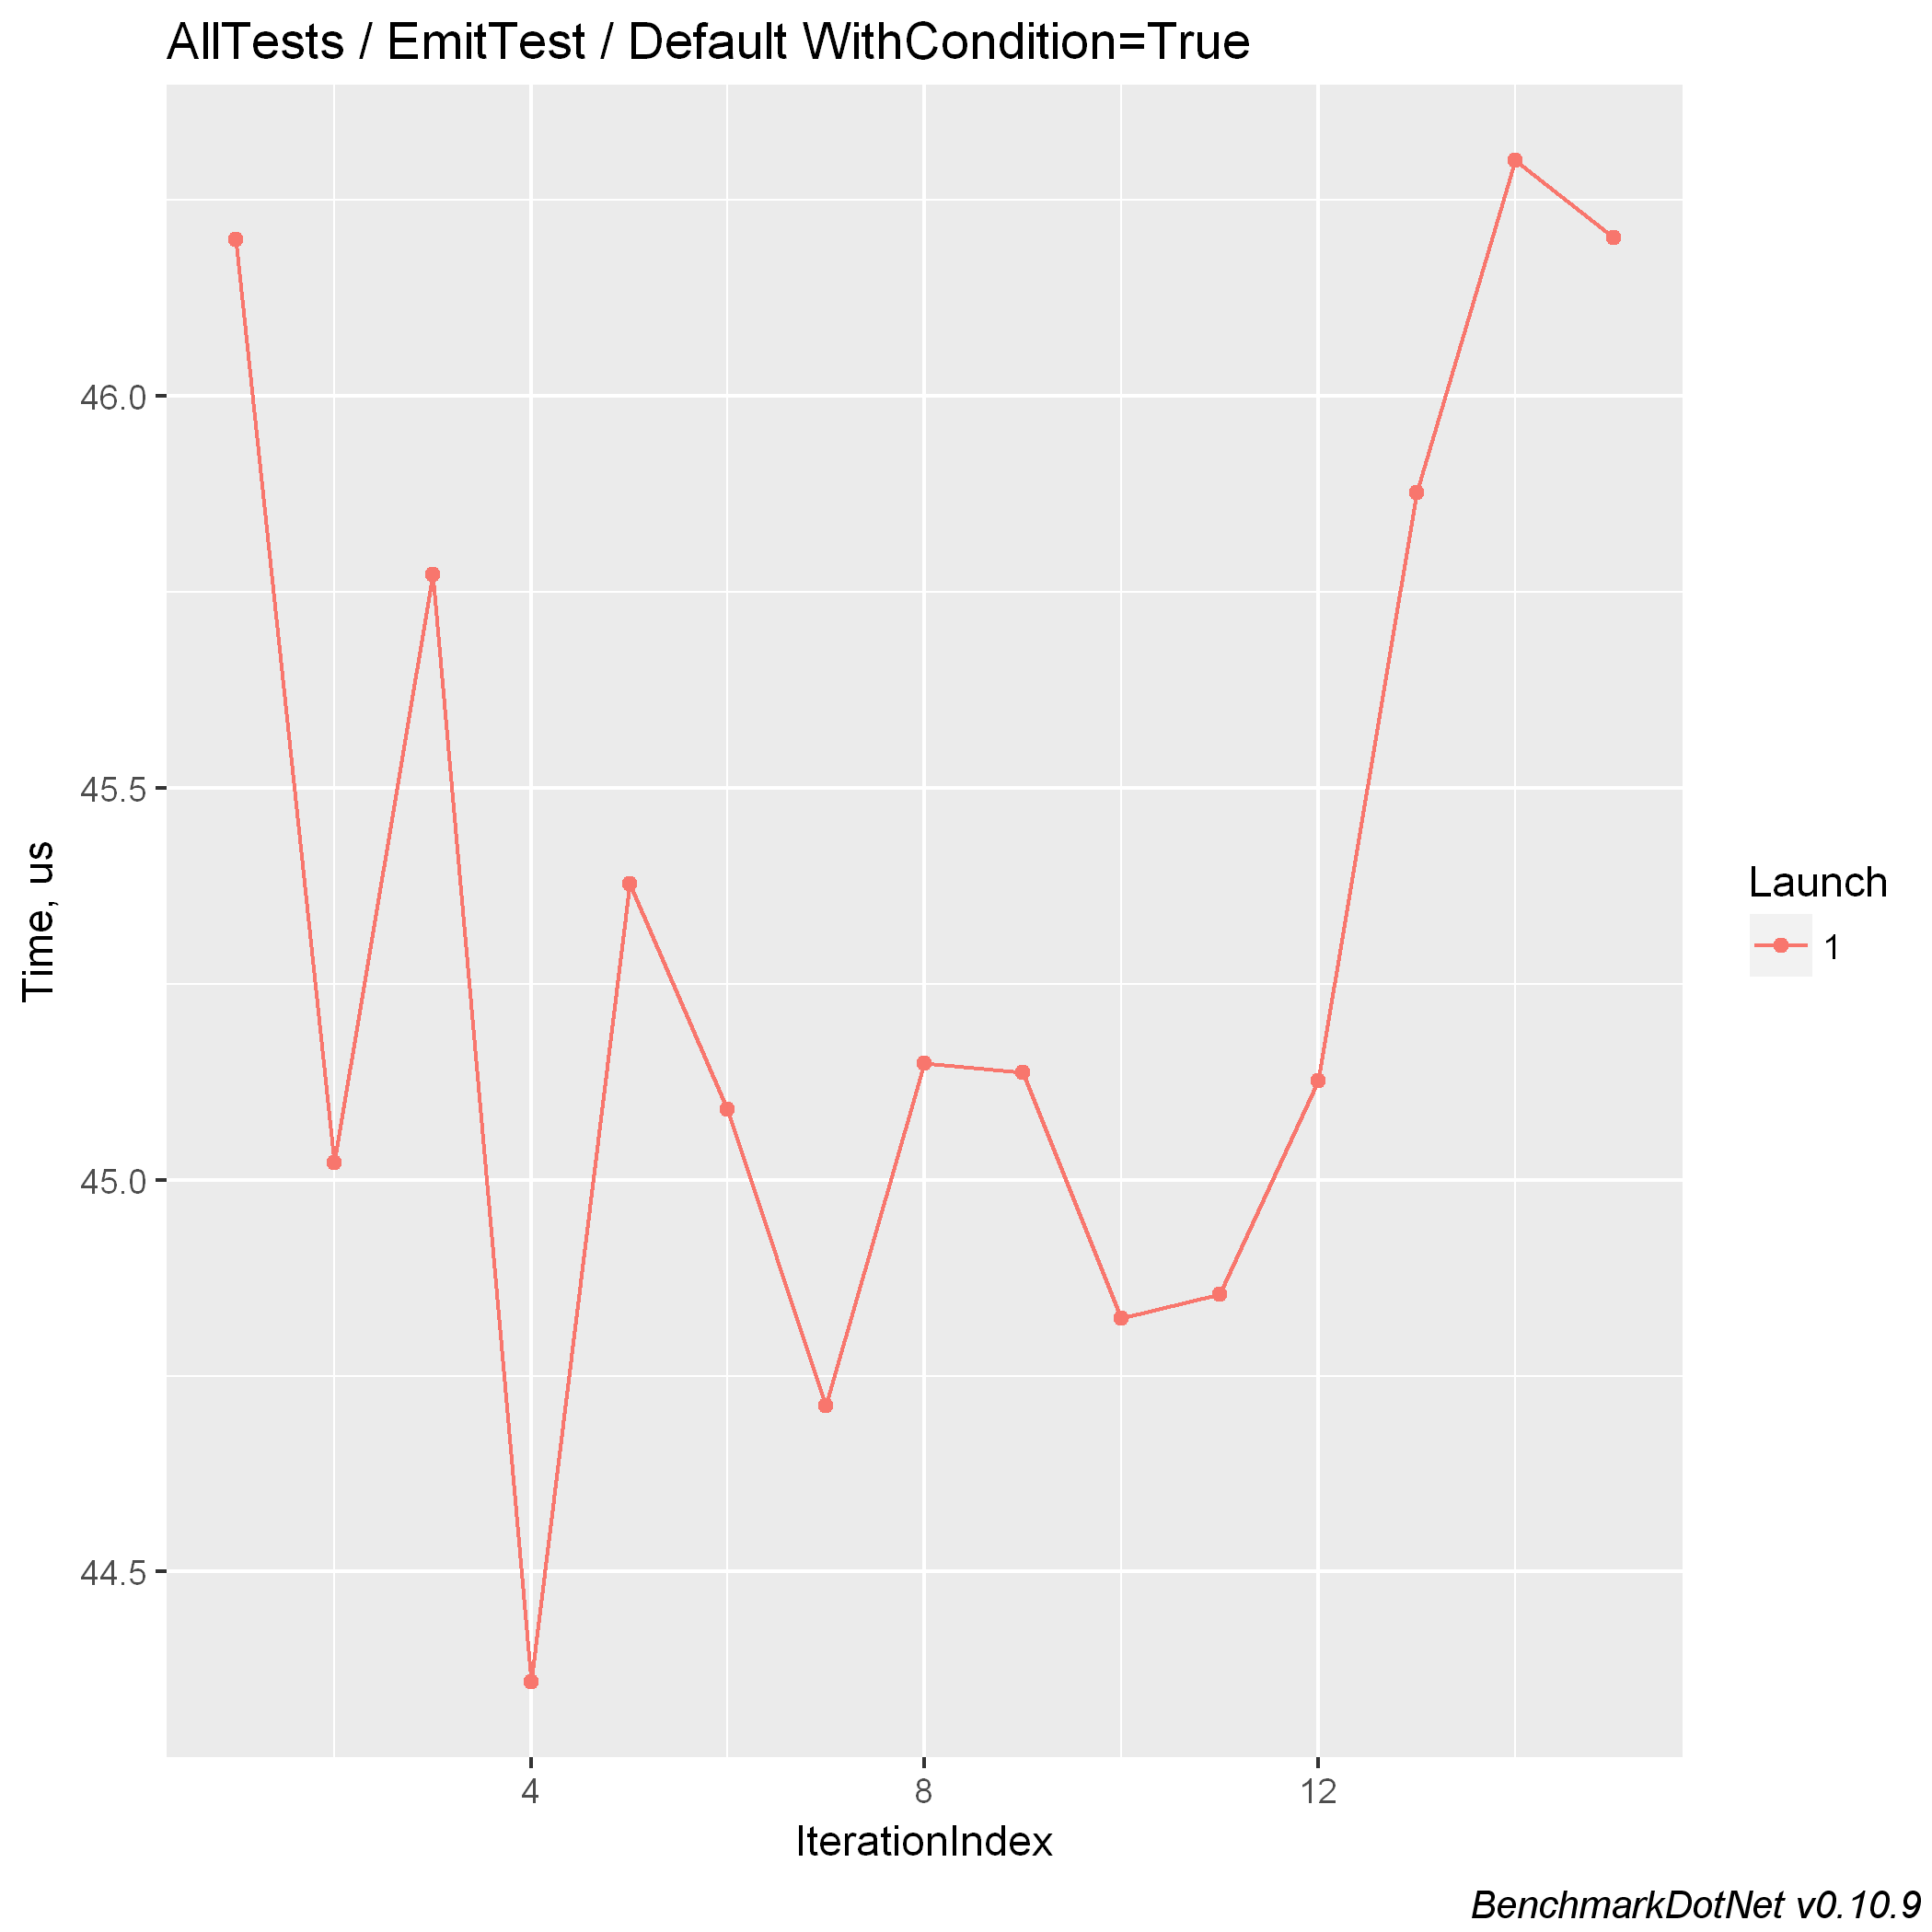 AllTests / EmitTest / Default WithCondition=True
46.0
45.5
45.0
44.5
Time, us
4
8
12
IterationIndex
Launch
1
BenchmarkDotNet v0.10.9